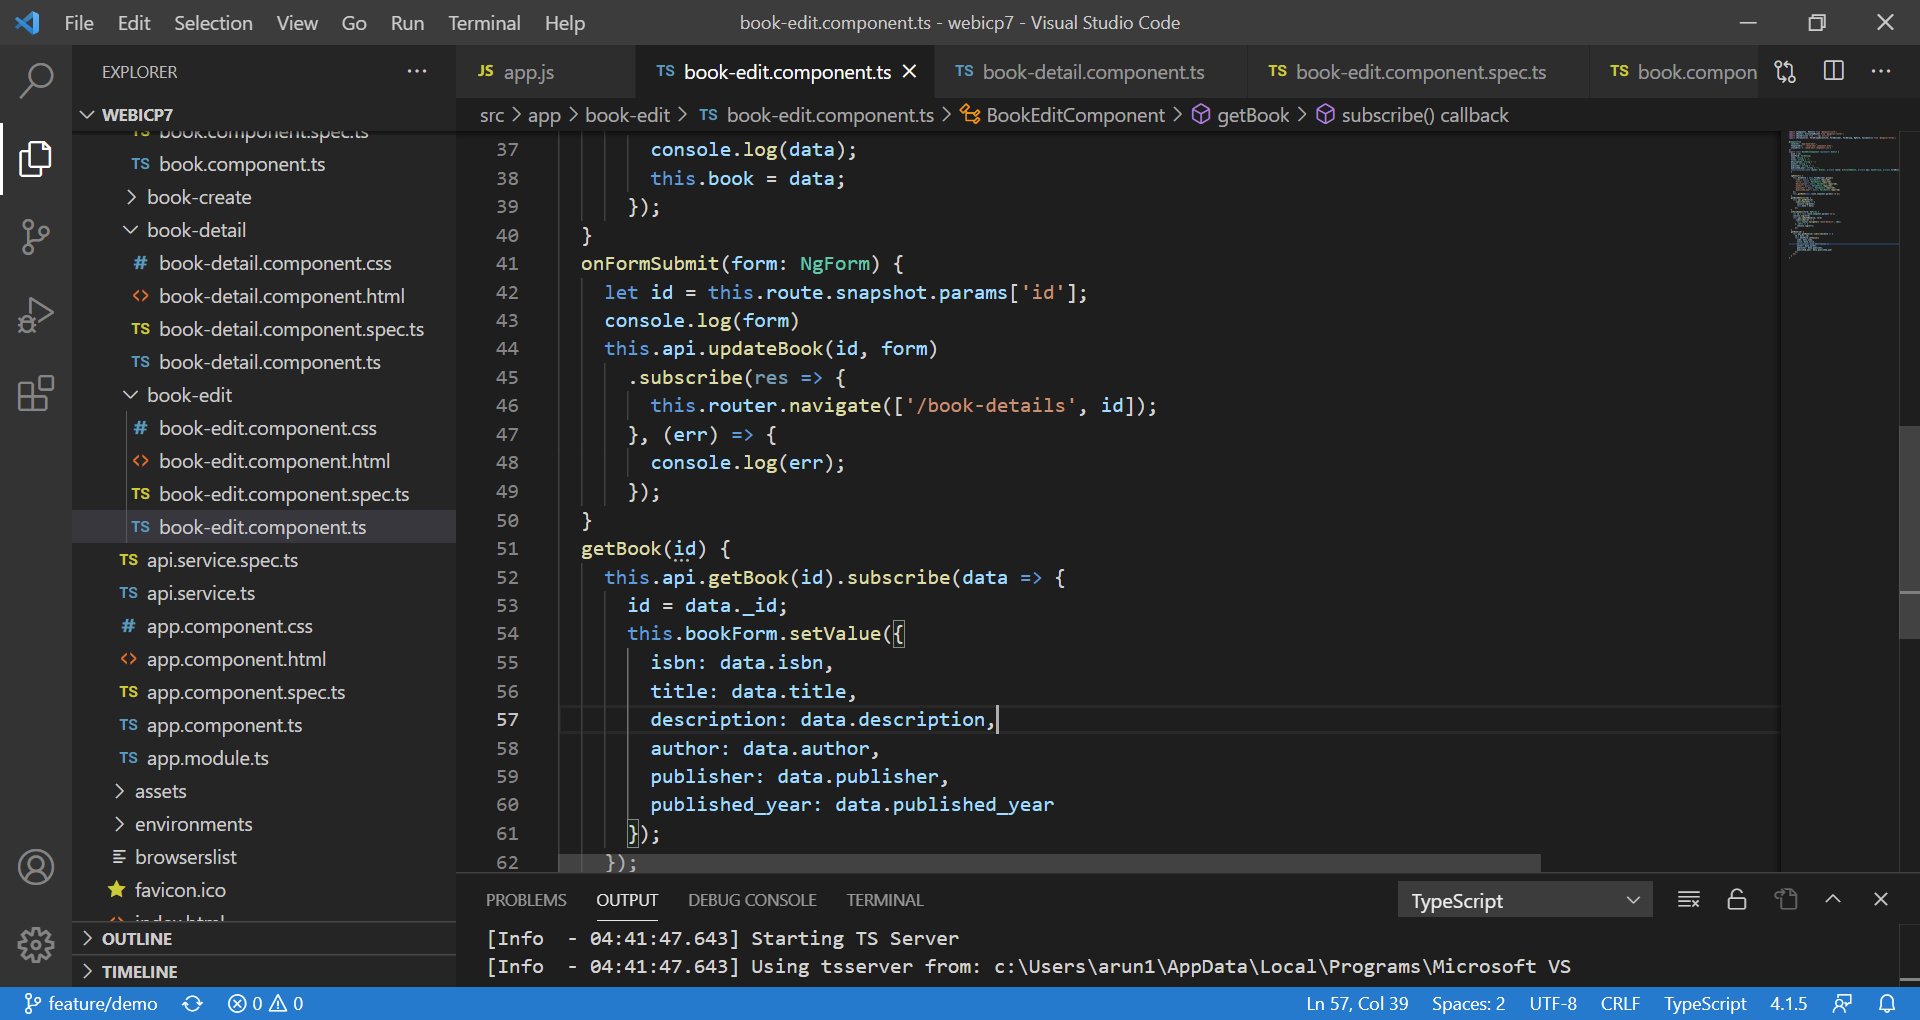 File Edit Selection View Go Run Terminal Help
book-edit.component.ts - webicp7 - Visual Studio Code
EXPLORER
WEBICP7
book.component.spec.ts
TS book.component.ts
book-create
book-detail
# book-detail.component.css
<> book-detail.component.html
TS book-detail.component.spec.ts
TS book-detail.component.ts
book-edit
# book-edit.component.css
<> book-edit.component.html
TS book-edit.component.spec.ts
TS book-edit.component.ts
TS api.service.spec.ts
TS api.service.ts
# app.component.css
<> app.component.html
TS app.component.spec.ts
TS app.component.ts
TS app.module.ts
assets
environments
browserslist
favicon.ico
index.html
OUTLINE
TIMELINE
JS app.js
TS book-edit.component.ts
TS book-detail.component.ts
TS book-edit.component.spec.ts
TS book.compon
src > app > book-edit > TS book-edit.component.ts > BookEditComponent > getBook > subscribe() callback
37 console.log(data);
38 this.book = data;
39 });
40 }
41 onFormSubmit(form: NgForm) {
42 let id = this.route.snapshot.params['id'];
43 console.log(form)
44 this.api.updateBook(id, form)
45 .subscribe(res => {
46 this.router.navigate(['/book-details', id]);
47 }, (err) => {
48 console.log(err);
49 });
50 }
51 getBook(id) {
52 this.api.getBook(id).subscribe(data => {
53 id = data._id;
54 this.bookForm.setValue({
55 isbn: data.isbn,
56 title: data.title,
57 description: data.description,
58 author: data.author,
59 publisher: data.publisher,
60 published_year: data.published_year
61 });
62 });
PROBLEMS OUTPUT DEBUG CONSOLE TERMINAL
TypeScript
[Info  - 04:41:47.643] Starting TS Server
[Info  - 04:41:47.643] Using tsserver from: c:\Users\arun1\AppData\Local\Programs\Microsoft VS
feature/demo 0 0
Ln 57, Col 39 Spaces: 2 UTF-8 CRLF TypeScript 4.1.5